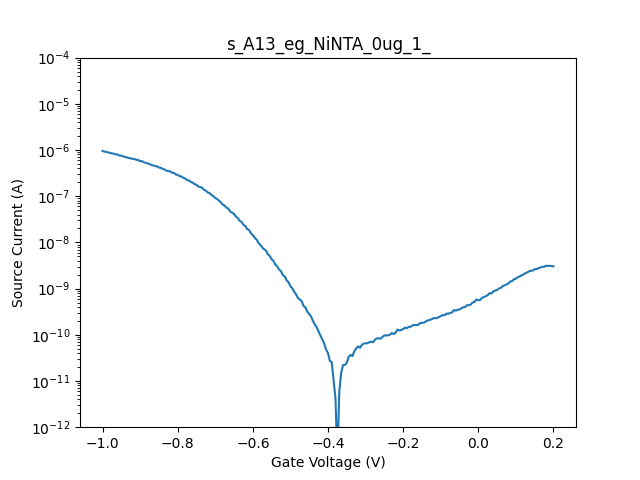 s_A13_eg_NiNTA_0ug_1_
Source Current (A)
10⁻⁴
10⁻⁵
10⁻⁶
10⁻⁷
10⁻⁸
10⁻⁹
10⁻¹⁰
10⁻¹¹
10⁻¹²
−1.0 −0.8 −0.6 −0.4 −0.2 0.0 0.2
Gate Voltage (V)